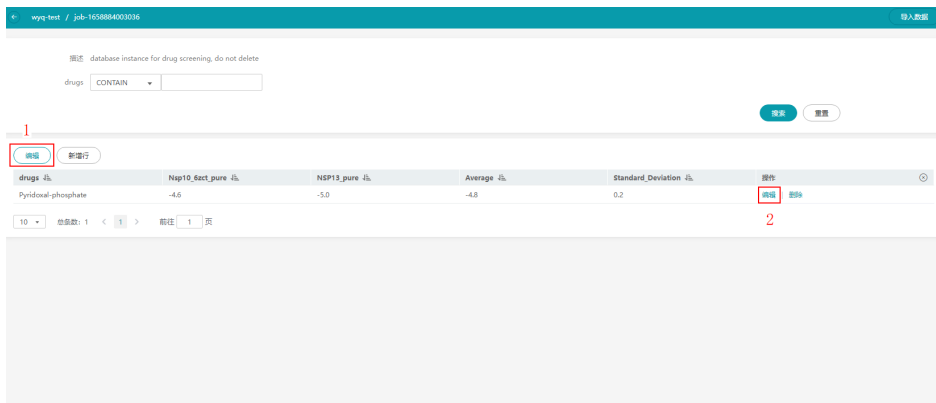 ← wyq-test / job-1658884003036 导入数据
描述 database instance for drug screening, do not delete
drugs CONTAIN
搜索 重置
1
编辑 新增行
drugs Nsp10_6zct_pure NSP13_pure Average Standard_Deviation 操作
Pyridoxal-phosphate -4.6 -5.0 -4.8 0.2 编辑 删除
10 总条数: 1 < 1 > 前往 1 页
2